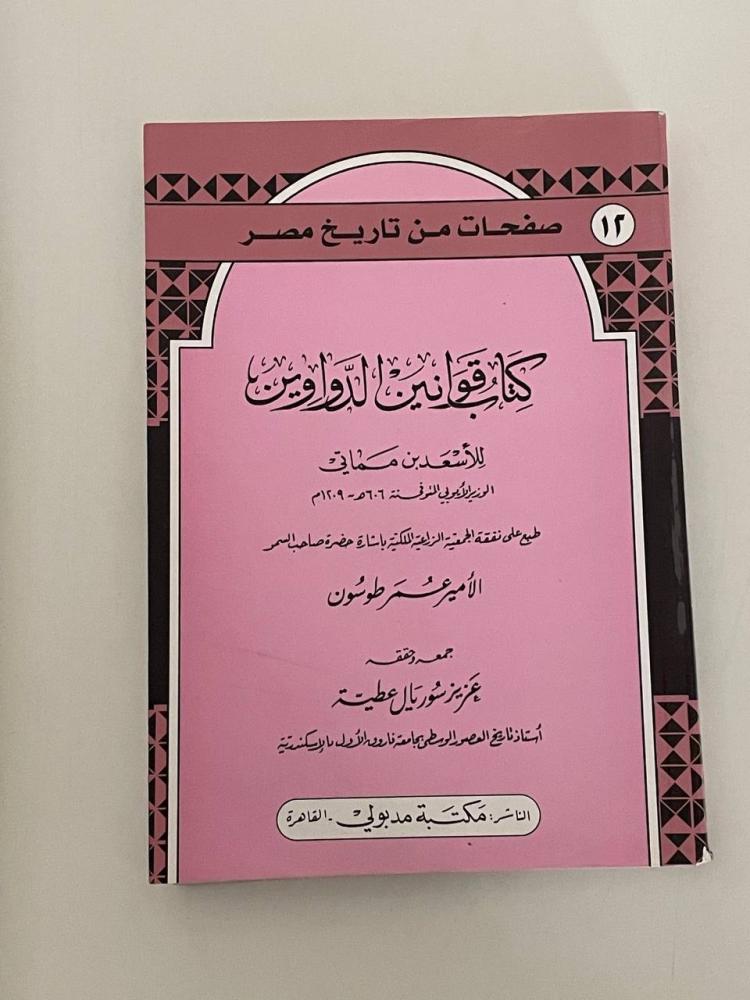 صفحات من تاريخ مصر ١٢
كتاب قوانين الدواوين
للأسعد بن مماتي
الوزير الأيوبي المتوفى سنة ٦٠٦هـ - ١٢٠٩م
طبع على نفقة الجمعية الزراعية الملكية بإشارة حضرة صاحب السمو
الأمير عمر طوسون
جمعه وحققه
عزيز سوريال عطية
أستاذ تاريخ العصور الوسطى بجامعة فاروق الأول بالإسكندرية
الناشر: مكتبة مدبولي - القاهرة